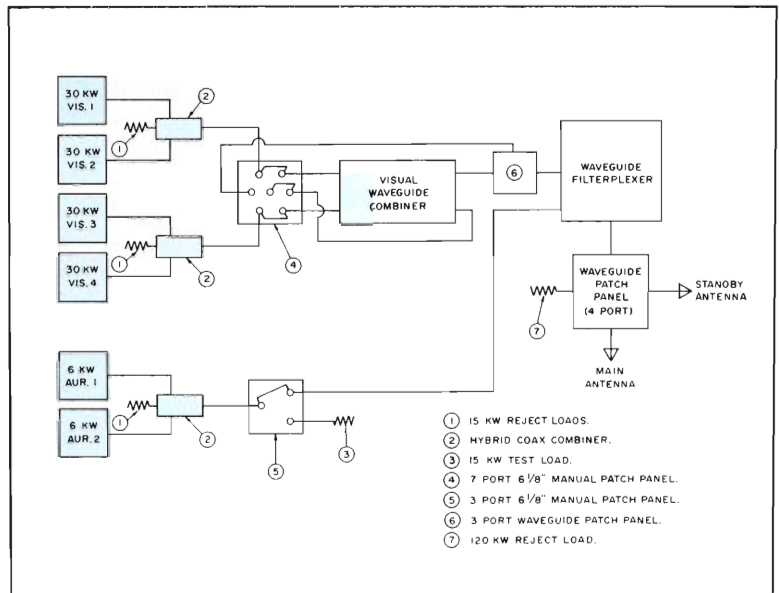 30 KW
VIS. 1
30 KW
VIS. 2
30 KW
VIS. 3
30 KW
VIS. 4
6 KW
AUR. 1
6 KW
AUR. 2
1
2
1
2
1
2
4
VISUAL
WAVEGUIDE
COMBINER
6
WAVEGUIDE
FILTERPLEXER
WAVEGUIDE
PATCH
PANEL
(4 PORT)
7
STANDBY
ANTENNA
MAIN
ANTENNA
5
3
1 15 KW REJECT LOADS.
2 HYBRID COAX COMBINER.
3 15 KW TEST LOAD.
4 7 PORT 6 1/8" MANUAL PATCH PANEL.
5 3 PORT 6 1/8" MANUAL PATCH PANEL.
6 3 PORT WAVEGUIDE PATCH PANEL.
7 120 KW REJECT LOAD.